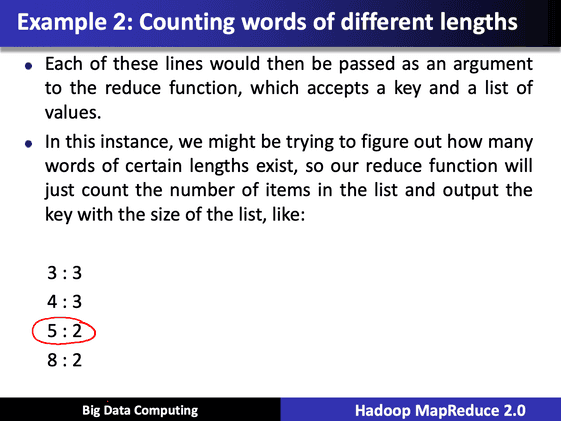 Example 2: Counting words of different lengths
Each of these lines would then be passed as an argument
to the reduce function, which accepts a key and a list of
values.
In this instance, we might be trying to figure out how many
words of certain lengths exist, so our reduce function will
just count the number of items in the list and output the
key with the size of the list, like:
3 : 3
4 : 3
5 : 2
8 : 2
Big Data Computing
Hadoop MapReduce 2.0